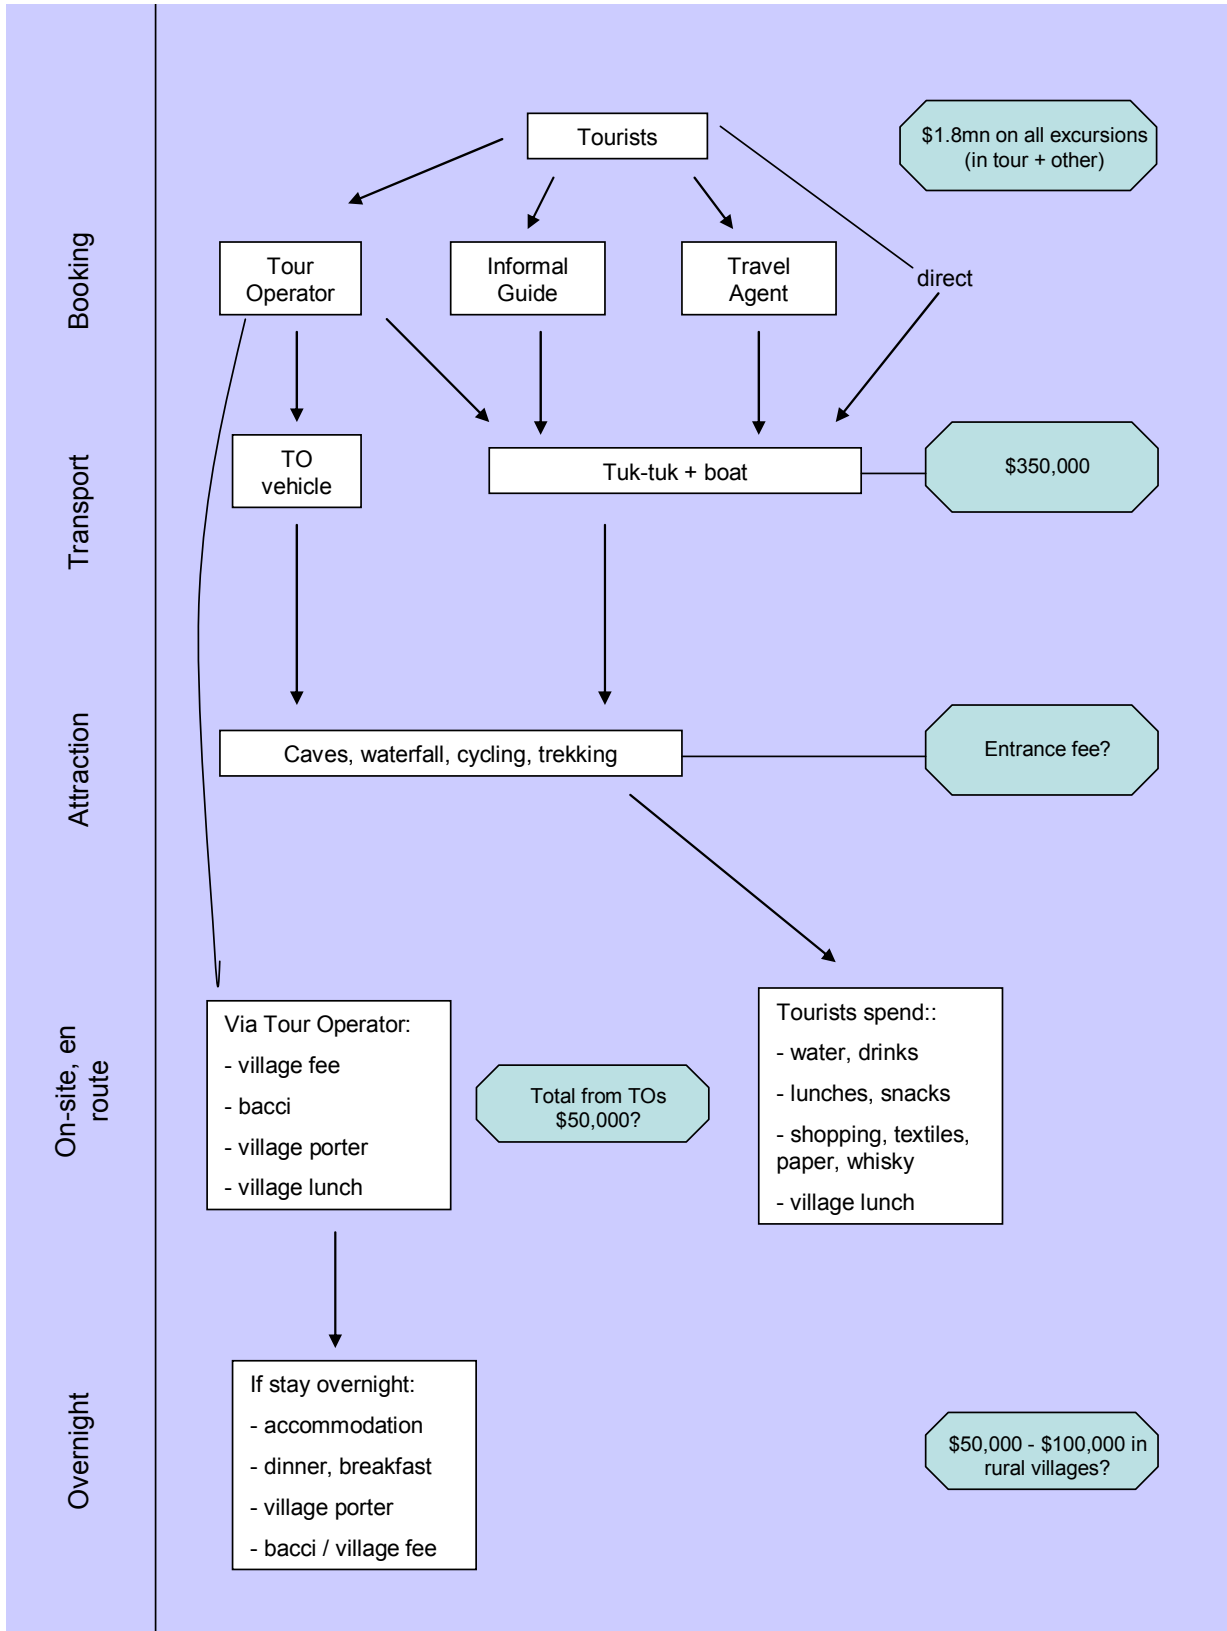 Booking
Tourists
$1.8mn on all excursions
(in tour + other)
Tour
Operator
Informal
Guide
Travel
Agent
direct
Transport
TO
vehicle
Tuk-tuk + boat
$350,000
Attraction
Caves, waterfall, cycling, trekking
Entrance fee?
On-site, en
route
Via Tour Operator:
- village fee
- bacci
- village porter
- village lunch
Total from TOs
$50,000?
Tourists spend::
- water, drinks
- lunches, snacks
- shopping, textiles,
paper, whisky
- village lunch
Overnight
If stay overnight:
- accommodation
- dinner, breakfast
- village porter
- bacci / village fee
$50,000 - $100,000 in
rural villages?